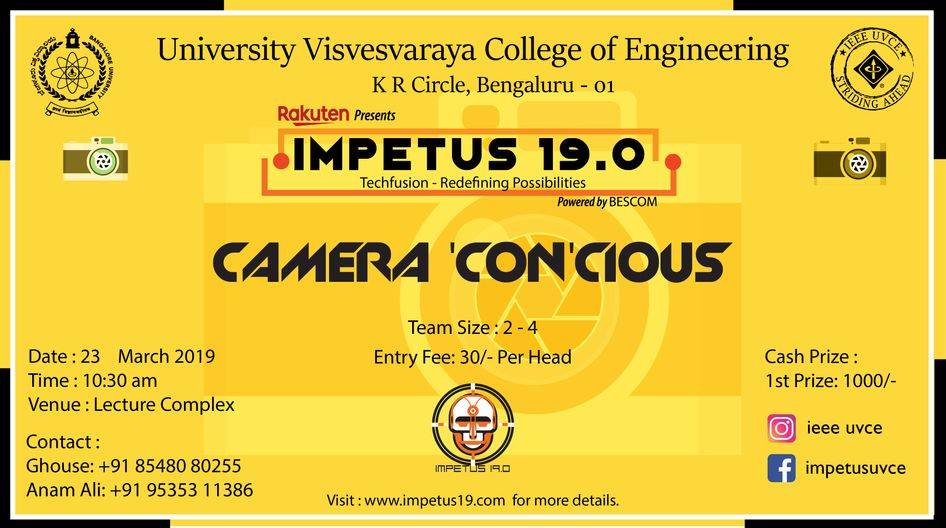 University Visvesvaraya College of Engineering
K R Circle, Bengaluru - 01
BANGALORE UNIVERSITY
IEEE UVCE
STRIDING AHEAD
Rakuten Presents
IMPETUS 19.0
Techfusion - Redefining Possibilities
Powered by BESCOM
CAMERA 'CON'CIOUS
Team Size : 2 - 4
Entry Fee: 30/- Per Head
Date : 23 March 2019
Time : 10:30 am
Venue : Lecture Complex
Contact :
Ghouse: +91 85480 80255
Anam Ali: +91 95353 11386
IMPETUS 19.0
Visit : www.impetus19.com for more details.
Cash Prize :
1st Prize: 1000/-
ieee uvce
impetusuvce